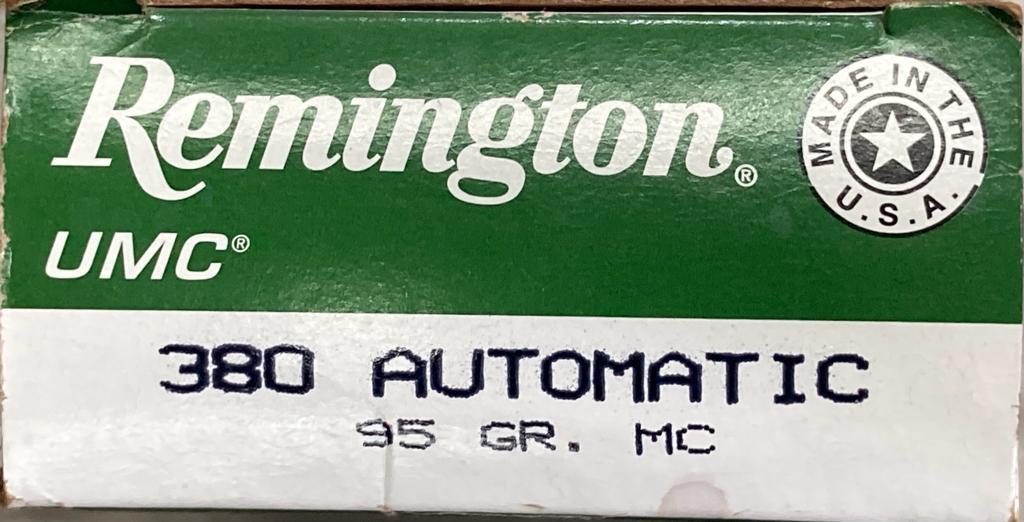 Remington®
MADE IN THE
U.S.A.
UMC®
380 AUTOMATIC
95 GR. MC